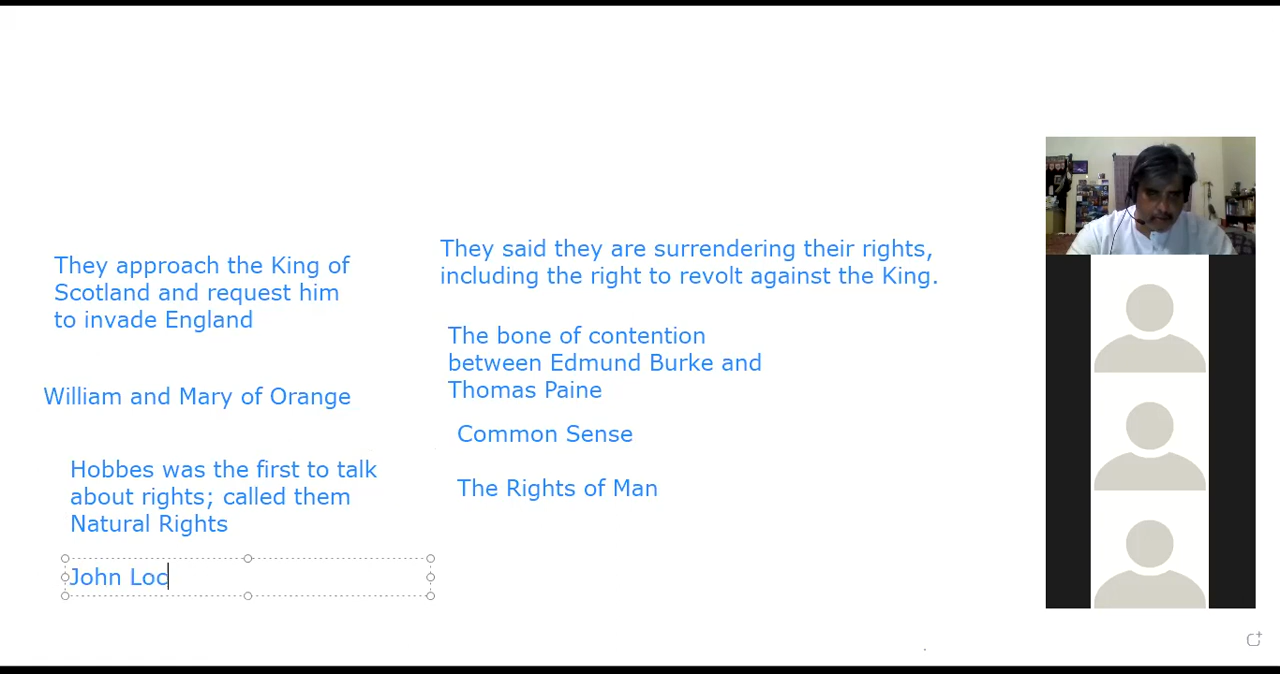 They approach the King of
Scotland and request him
to invade England
William and Mary of Orange
Hobbes was the first to talk
about rights; called them
Natural Rights
John Loc
They said they are surrendering their rights,
including the right to revolt against the King.
The bone of contention
between Edmund Burke and
Thomas Paine
Common Sense
The Rights of Man